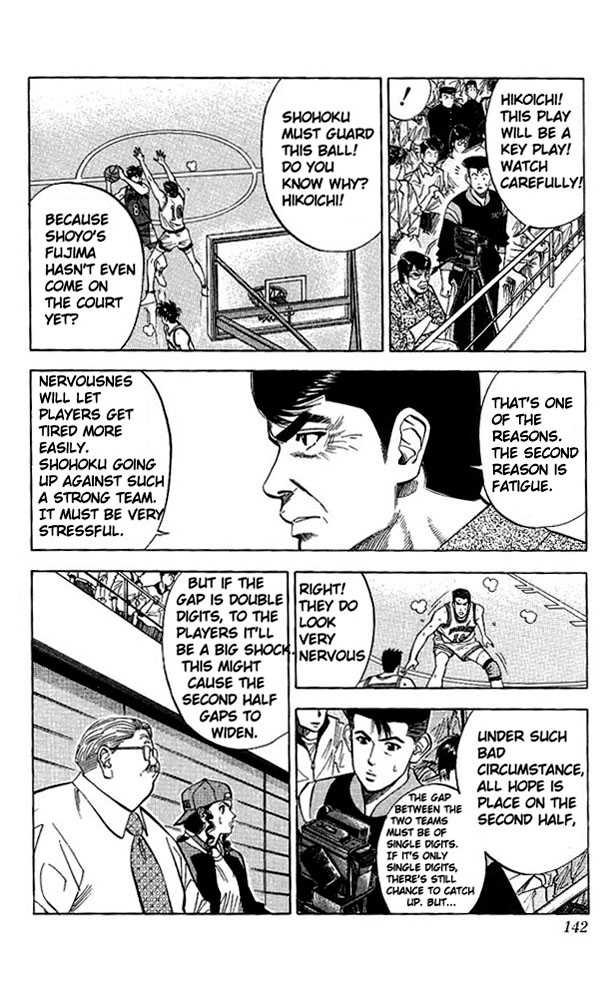 HIKOICHI!
THIS PLAY
WILL BE A
KEY PLAY!
WATCH
CAREFULLY!
!
SHOHOKU
MUST GUARD
THIS BALL!
DO YOU
KNOW WHY?
HIKOICHI!
8
10
BECAUSE
SHOYO'S
FUJIMA
HASN'T EVEN
COME ON
THE COURT
YET?
THAT'S ONE
OF THE
REASONS.
THE SECOND
REASON IS
FATIGUE.
NERVOUSNES
WILL LET
PLAYERS GET
TIRED MORE
EASILY.
SHOHOKU GOING
UP AGAINST SUCH
A STRONG TEAM.
IT MUST BE VERY
STRESSFUL.
RIGHT!
THEY DO
LOOK
VERY
NERVOUS
UNDER SUCH
BAD
CIRCUMSTANCE,
ALL HOPE IS
PLACE ON THE
SECOND HALF,
THE GAP
BETWEEN THE
TWO TEAMS
MUST BE OF
SINGLE DIGITS.
IF IT'S ONLY
SINGLE DIGITS,
THERE'S STILL
CHANCE TO CATCH
UP. BUT...
BUT IF THE
GAP IS DOUBLE
DIGITS, TO THE
PLAYERS IT'LL
BE A BIG SHOCK.
THIS MIGHT
CAUSE THE
SECOND HALF
GAPS TO
WIDEN.
142